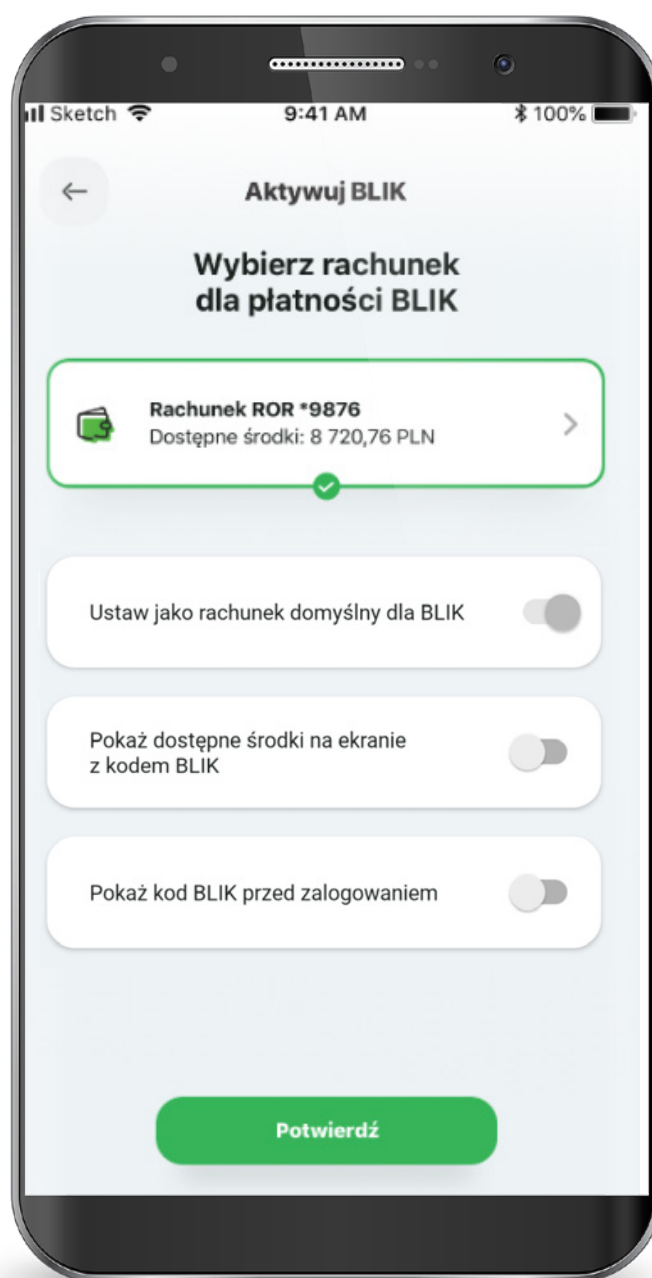 Sketch 9:41 AM 100%
Aktywuj BLIK
Wybierz rachunek
dla płatności BLIK
Rachunek ROR *9876
Dostępne środki: 8 720,76 PLN
Ustaw jako rachunek domyślny dla BLIK
Pokaż dostępne środki na ekranie
z kodem BLIK
Pokaż kod BLIK przed zalogowaniem
Potwierdź